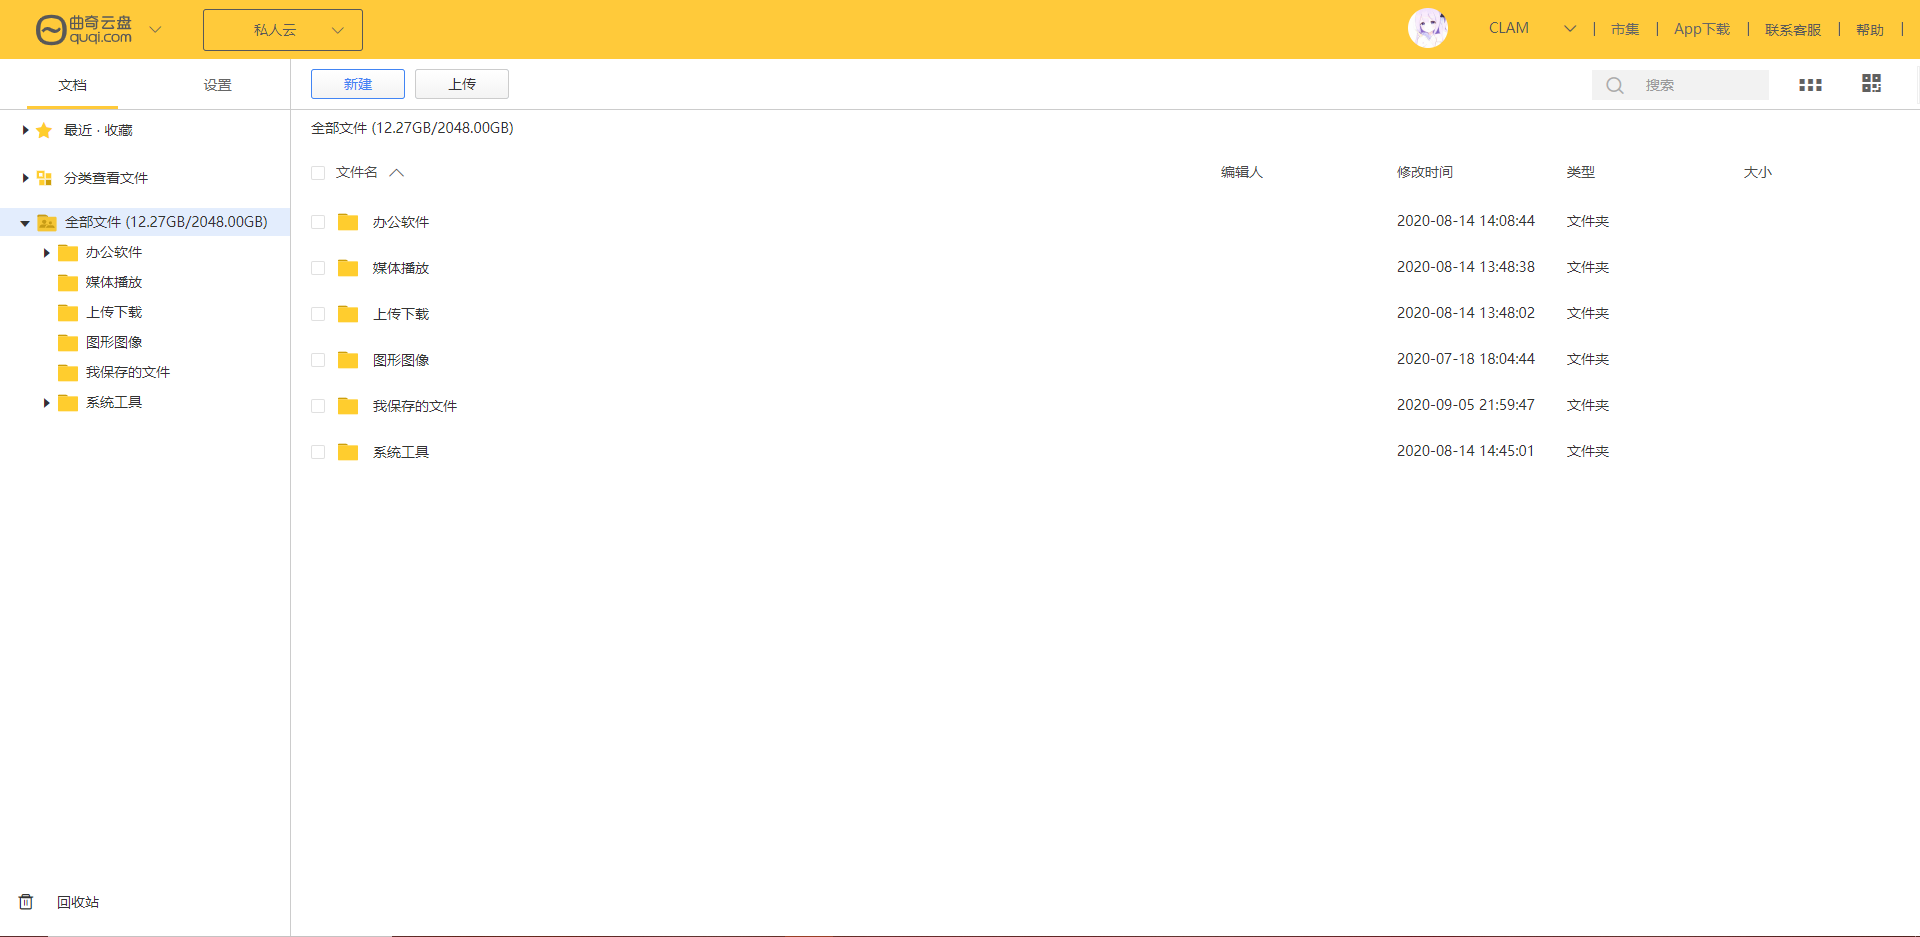 曲奇云盘
quqi.com
私人云
CLAM
市集
App下载
联系客服
帮助
文档
设置
新建
上传
搜索
最近 · 收藏
分类查看文件
全部文件 (12.27GB/2048.00GB)
办公软件
媒体播放
上传下载
图形图像
我保存的文件
系统工具
回收站
全部文件 (12.27GB/2048.00GB)
文件名 编辑人 修改时间 类型 大小
办公软件 2020-08-14 14:08:44 文件夹
媒体播放 2020-08-14 13:48:38 文件夹
上传下载 2020-08-14 13:48:02 文件夹
图形图像 2020-07-18 18:04:44 文件夹
我保存的文件 2020-09-05 21:59:47 文件夹
系统工具 2020-08-14 14:45:01 文件夹